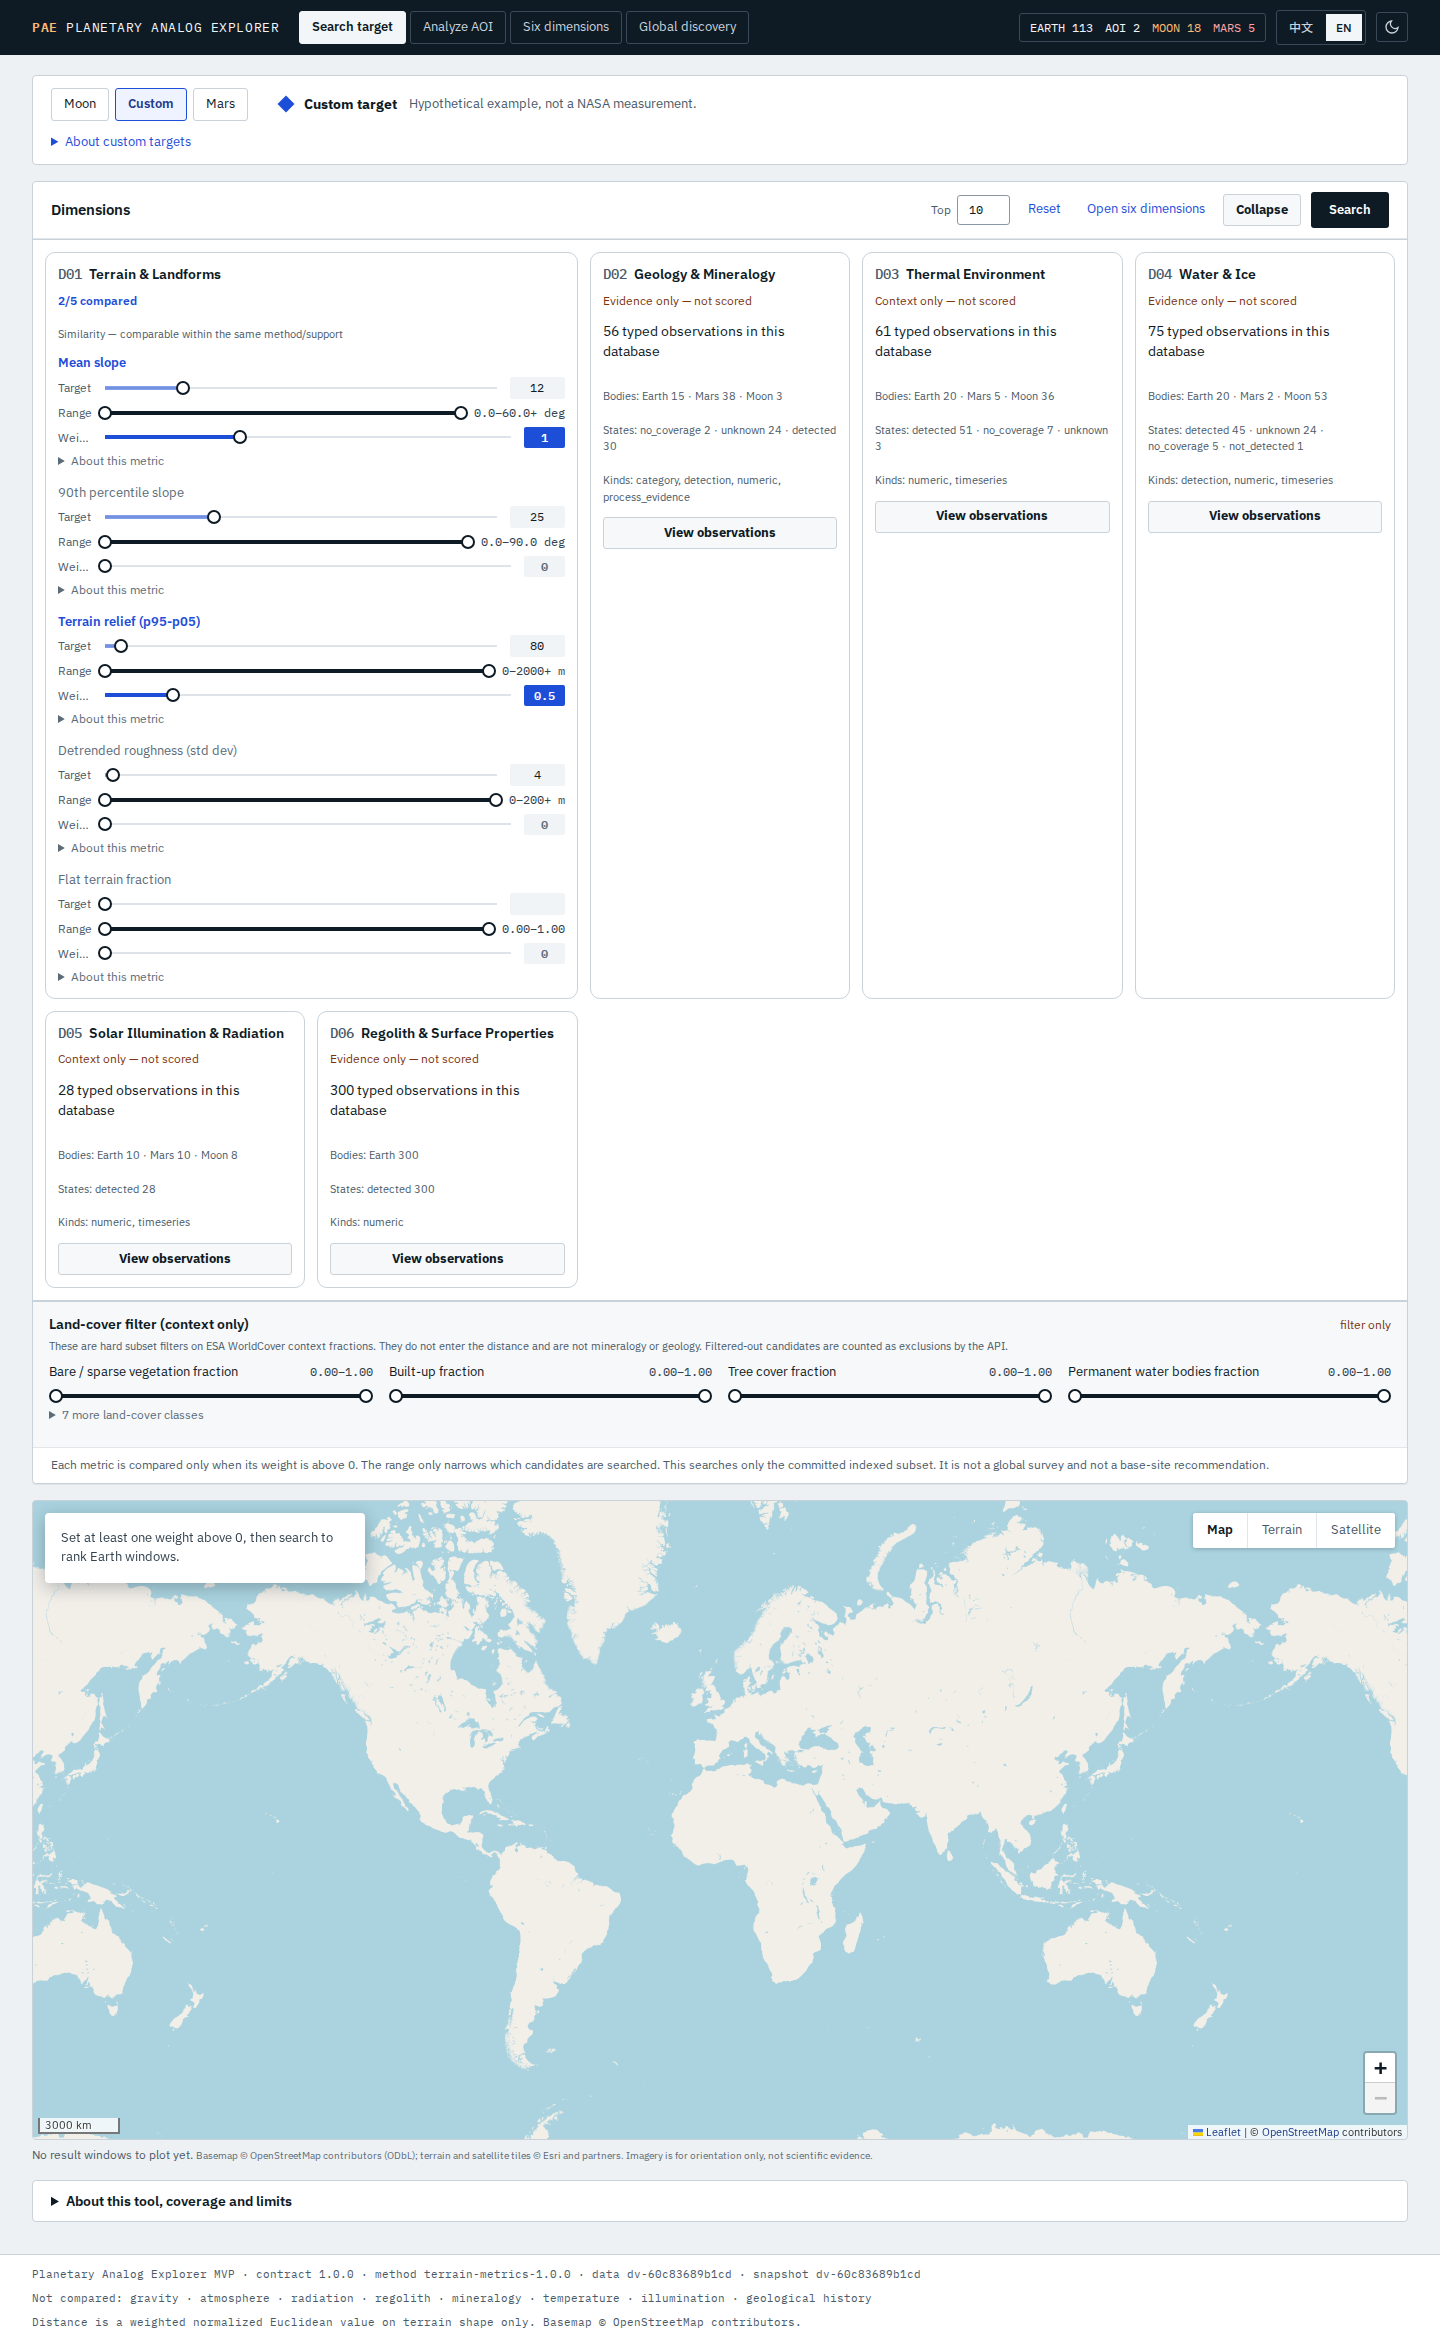 PAE PLANETARY ANALOG EXPLORER
Search target
Analyze AOI
Six dimensions
Global discovery
EARTH 113 AOI 2 MOON 18 MARS 5
中文
EN
Moon
Custom
Mars
Custom target Hypothetical example, not a NASA measurement.
About custom targets
Dimensions
Top 10
Reset
Open six dimensions
Collapse
Search
D01 Terrain & Landforms
2/5 compared
Similarity — comparable within the same method/support
Mean slope
Target 12
Range 0.0–60.0+ deg
Wei... 1
About this metric
90th percentile slope
Target 25
Range 0.0–90.0 deg
Wei... 0
About this metric
Terrain relief (p95-p05)
Target 80
Range 0–2000+ m
Wei... 0.5
About this metric
Detrended roughness (std dev)
Target 4
Range 0–200+ m
Wei... 0
About this metric
Flat terrain fraction
Target
Range 0.00–1.00
Wei... 0
About this metric
D02 Geology & Mineralogy
Evidence only — not scored
56 typed observations in this
database
Bodies: Earth 15 · Mars 38 · Moon 3
States: no_coverage 2 · unknown 24 · detected
30
Kinds: category, detection, numeric,
process_evidence
View observations
D03 Thermal Environment
Context only — not scored
61 typed observations in this
database
Bodies: Earth 20 · Mars 5 · Moon 36
States: detected 51 · no_coverage 7 · unknown
3
Kinds: numeric, timeseries
View observations
D04 Water & Ice
Evidence only — not scored
75 typed observations in this
database
Bodies: Earth 20 · Mars 2 · Moon 53
States: detected 45 · unknown 24 ·
no_coverage 5 · not_detected 1
Kinds: detection, numeric, timeseries
View observations
D05 Solar Illumination & Radiation
Context only — not scored
28 typed observations in this
database
Bodies: Earth 10 · Mars 10 · Moon 8
States: detected 28
Kinds: numeric, timeseries
View observations
D06 Regolith & Surface Properties
Evidence only — not scored
300 typed observations in this
database
Bodies: Earth 300
States: detected 300
Kinds: numeric
View observations
Land-cover filter (context only)
filter only
These are hard subset filters on ESA WorldCover context fractions. They do not enter the distance and are not mineralogy or geology. Filtered-out candidates are counted as exclusions by the API.
Bare / sparse vegetation fraction 0.00–1.00
Built-up fraction 0.00–1.00
Tree cover fraction 0.00–1.00
Permanent water bodies fraction 0.00–1.00
7 more land-cover classes
Each metric is compared only when its weight is above 0. The range only narrows which candidates are searched. This searches only the committed indexed subset. It is not a global survey and not a base-site recommendation.
Set at least one weight above 0, then search to
rank Earth windows.
Map
Terrain
Satellite
+
−
3000 km
Leaflet | © OpenStreetMap contributors
No result windows to plot yet. Basemap © OpenStreetMap contributors (ODbL); terrain and satellite tiles © Esri and partners. Imagery is for orientation only, not scientific evidence.
About this tool, coverage and limits
Planetary Analog Explorer MVP · contract 1.0.0 · method terrain-metrics-1.0.0 · data dv-60c83689b1cd · snapshot dv-60c83689b1cd
Not compared: gravity · atmosphere · radiation · regolith · mineralogy · temperature · illumination · geological history
Distance is a weighted normalized Euclidean value on terrain shape only. Basemap © OpenStreetMap contributors.